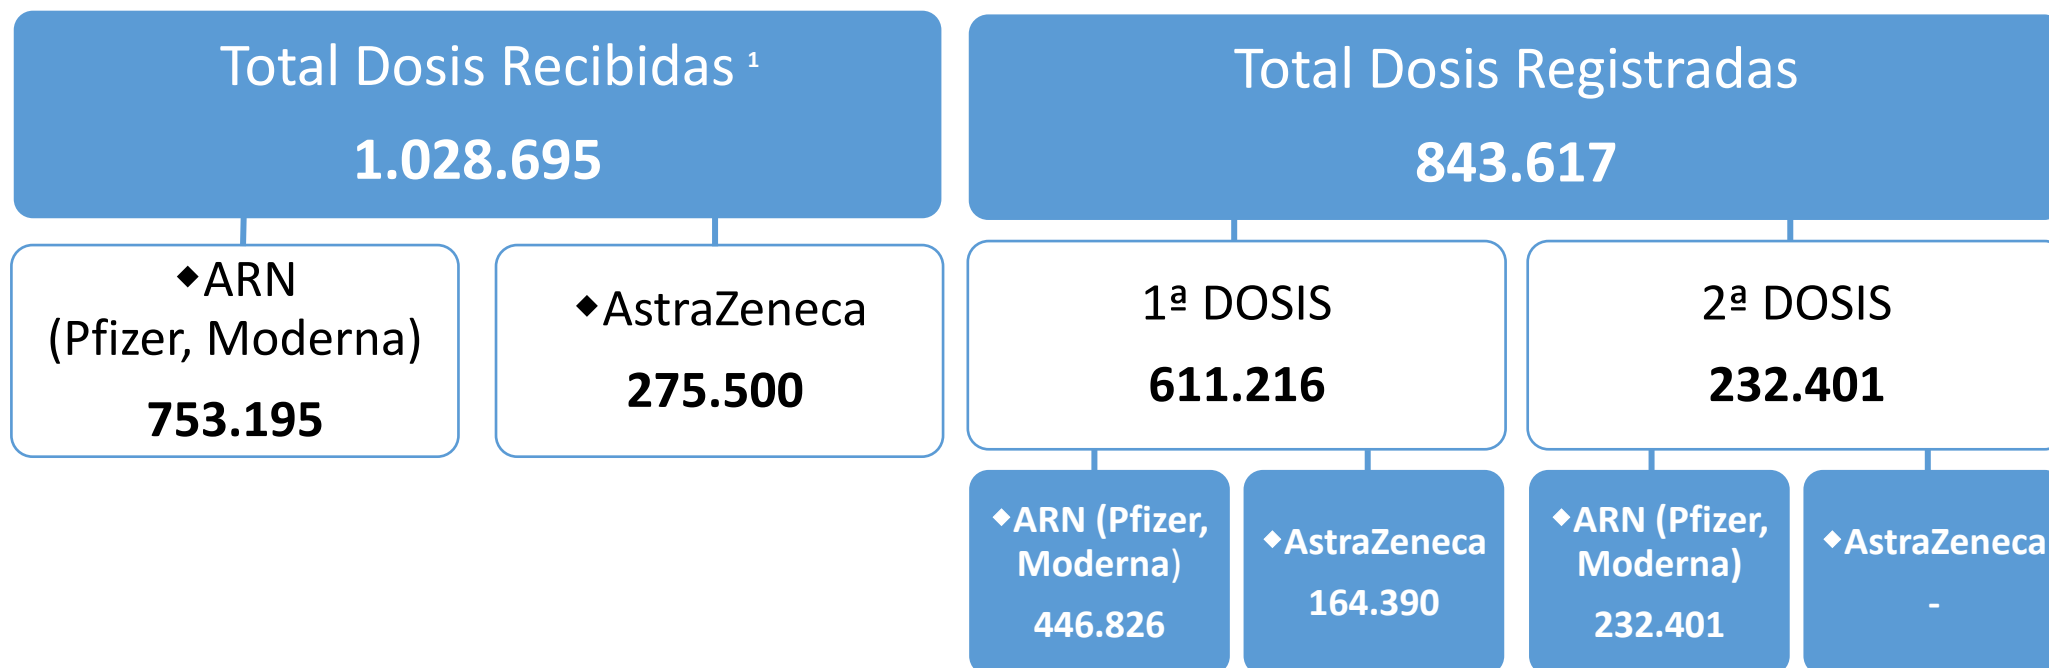 Total Dosis Recibidas ¹
1.028.695
◆ARN
(Pfizer, Moderna)
753.195
◆AstraZeneca
275.500
Total Dosis Registradas
843.617
1ª DOSIS
611.216
◆ARN (Pfizer,
Moderna)
446.826
◆AstraZeneca
164.390
2ª DOSIS
232.401
◆ARN (Pfizer,
Moderna)
232.401
◆AstraZeneca
-